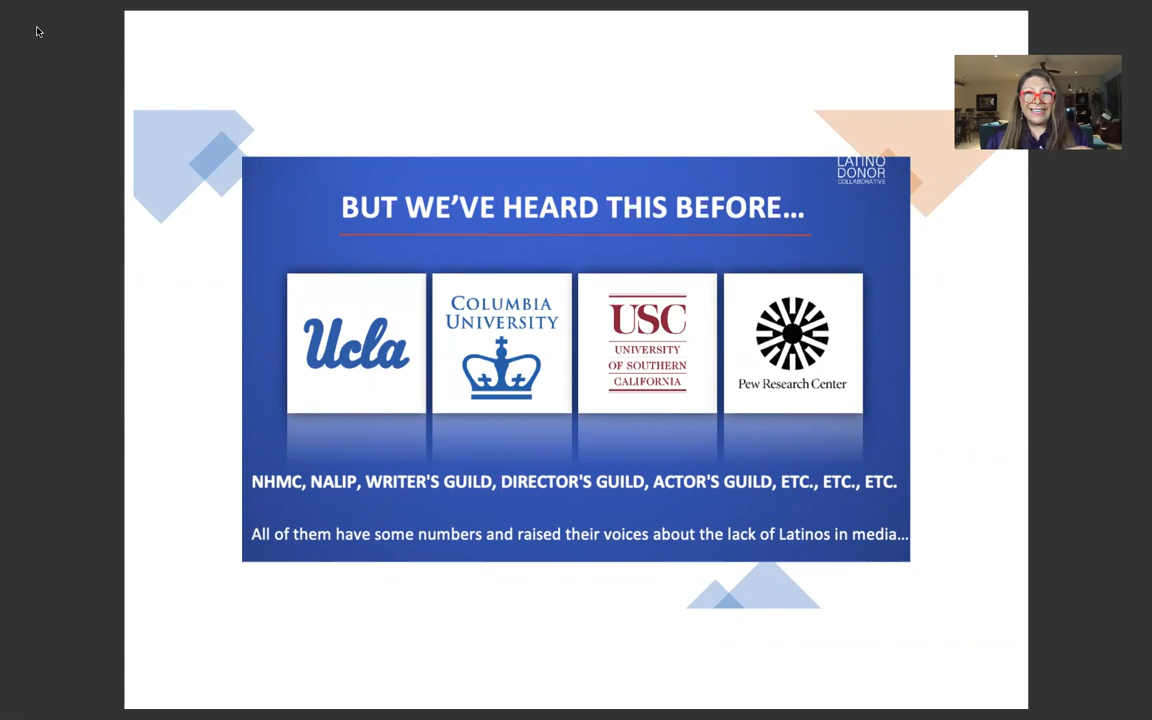 LATINO
DONOR
COLLABORATIVE
BUT WE’VE HEARD THIS BEFORE...
Ucla
COLUMBIA
UNIVERSITY
USC
UNIVERSITY
OF SOUTHERN
CALIFORNIA
Pew Research Center
NHMC, NALIP, WRITER'S GUILD, DIRECTOR'S GUILD, ACTOR'S GUILD, ETC., ETC., ETC.
All of them have some numbers and raised their voices about the lack of Latinos in media...